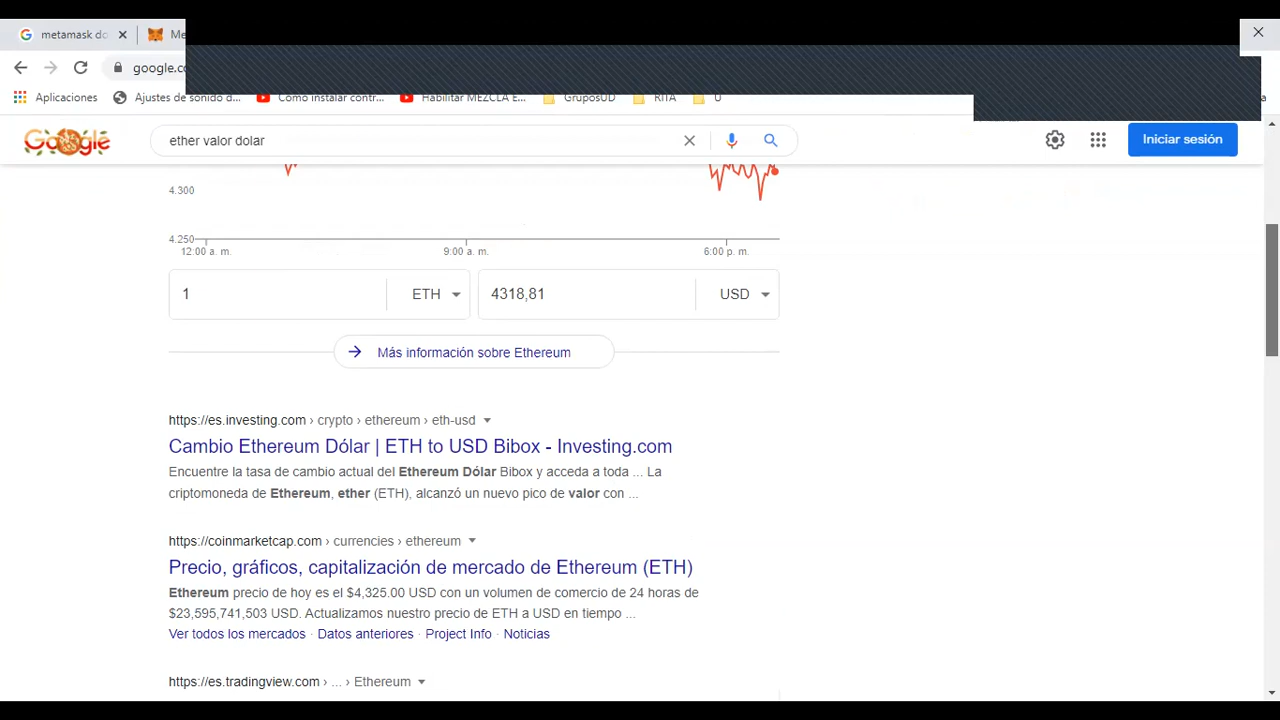 metamask do
Me
google.co
Aplicaciones
Ajustes de sonido d...
Cómo instalar contr...
Habilitar MEZCLA E...
GruposUD
RITA
U
Google
ether valor dolar
Iniciar sesión
4.300
4.250
12:00 a. m.
9:00 a. m.
6:00 p. m.
1
ETH
4318,81
USD
Más información sobre Ethereum
https://es.investing.com › crypto › ethereum › eth-usd
Cambio Ethereum Dólar | ETH to USD Bibox - Investing.com
Encuentre la tasa de cambio actual del Ethereum Dólar Bibox y acceda a toda ... La
criptomoneda de Ethereum, ether (ETH), alcanzó un nuevo pico de valor con ...
https://coinmarketcap.com › currencies › ethereum
Precio, gráficos, capitalización de mercado de Ethereum (ETH)
Ethereum precio de hoy es el $4,325.00 USD con un volumen de comercio de 24 horas de
$23,595,741,503 USD. Actualizamos nuestro precio de ETH a USD en tiempo ...
Ver todos los mercados · Datos anteriores · Project Info · Noticias
https://es.tradingview.com › ... › Ethereum